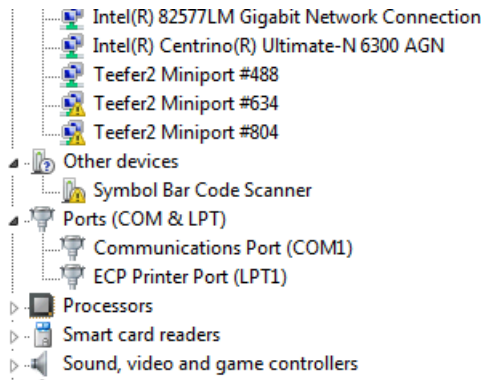 Intel(R) 82577LM Gigabit Network Connection
Intel(R) Centrino(R) Ultimate-N 6300 AGN
Teefer2 Miniport #488
Teefer2 Miniport #634
Teefer2 Miniport #804
Other devices
Symbol Bar Code Scanner
Ports (COM & LPT)
Communications Port (COM1)
ECP Printer Port (LPT1)
Processors
Smart card readers
Sound, video and game controllers